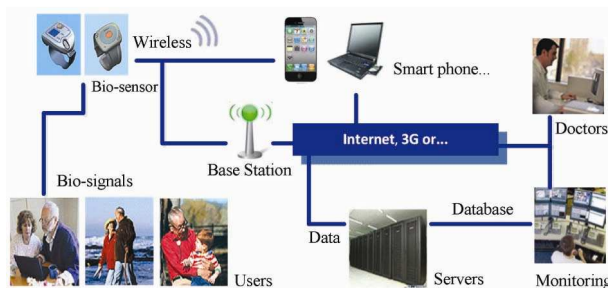 Wireless
Bio-sensor
Smart phone...
Doctors
Internet, 3G or...
Base Station
Bio-signals
Data
Database
Users
Servers
Monitoring